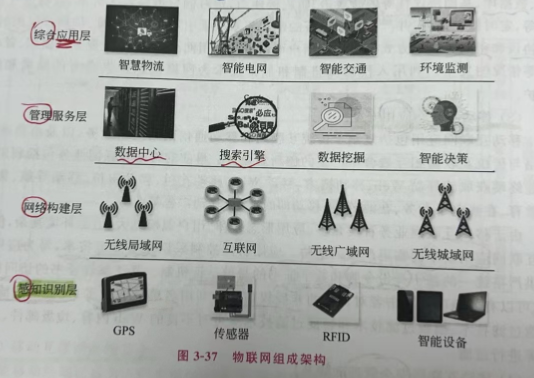 综合应用层
智慧物流 智能电网 智能交通 环境监测
管理服务层
必应
数据中心 搜索引擎 数据挖掘 智能决策
网络构建层
无线局域网 互联网 无线广域网 无线城域网
感知识别层
GPS 传感器 RFID 智能设备
图 3-37 物联网组成架构